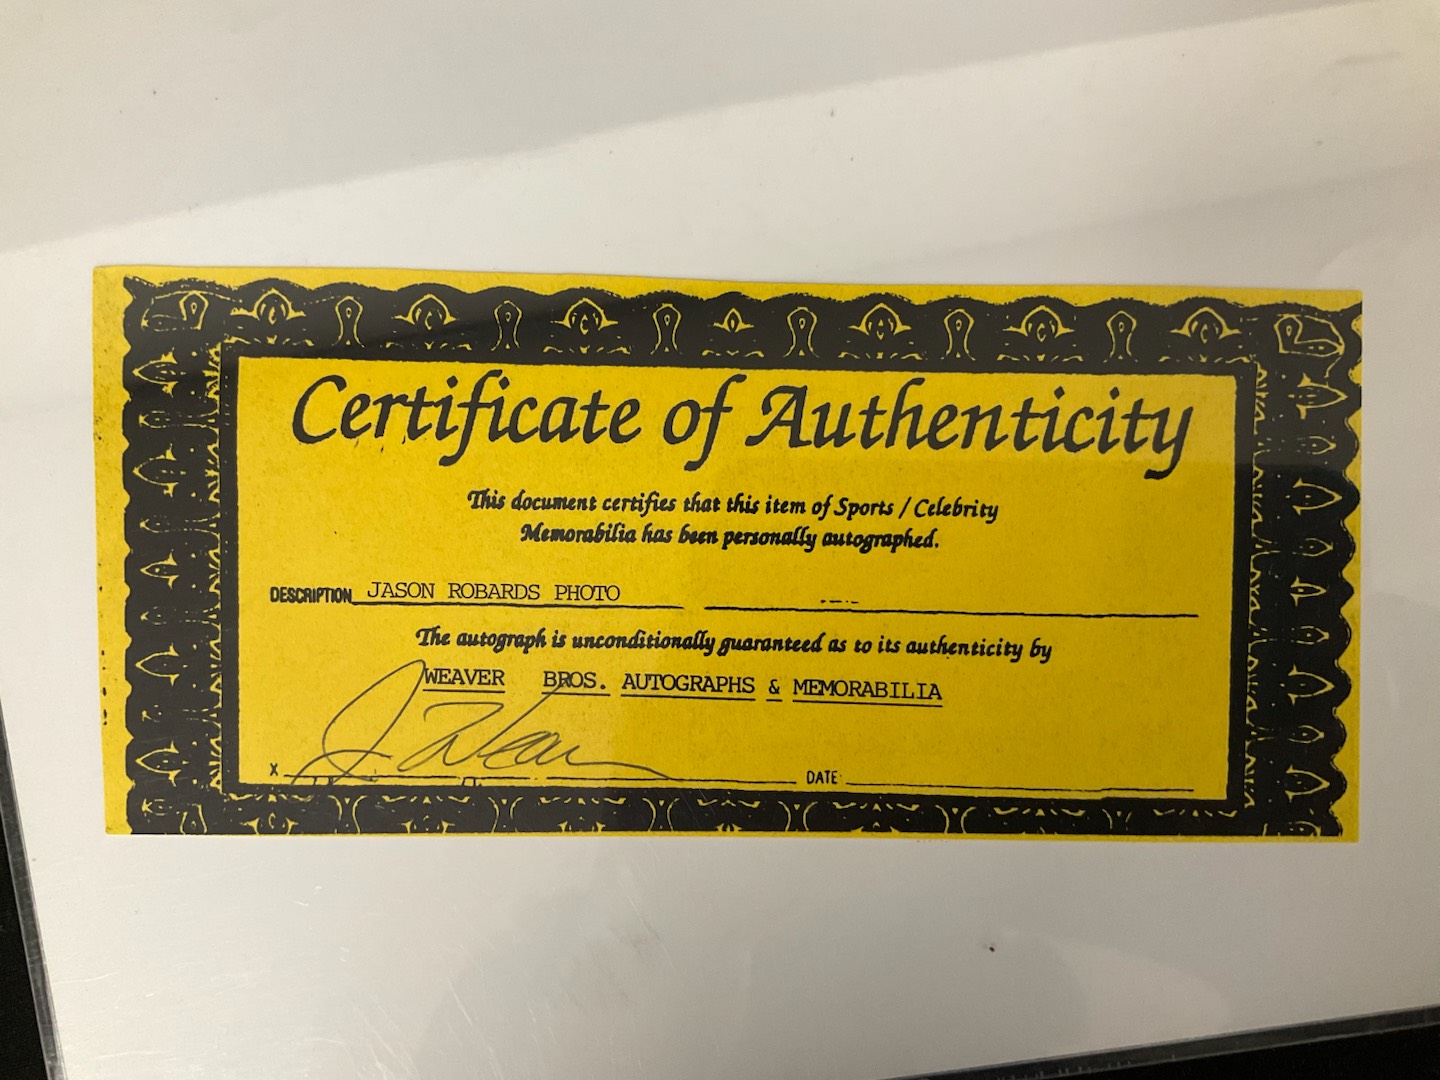 Certificate of Authenticity
This document certifies that this item of Sports / Celebrity
Memorabilia has been personally autographed.
DESCRIPTION JASON ROBARDS PHOTO
The autograph is unconditionally guaranteed as to its authenticity by
WEAVER BROS. AUTOGRAPHS & MEMORABILIA
X DATE